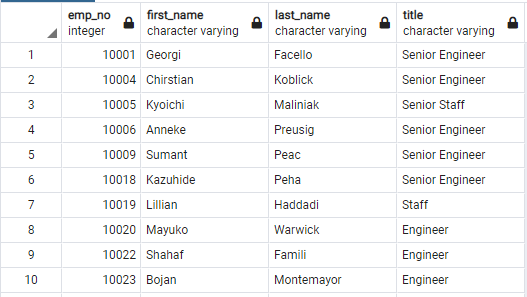 emp_no first_name last_name title
integer character varying character varying character varying
1 10001 Georgi Facello Senior Engineer
2 10004 Chirstian Koblick Senior Engineer
3 10005 Kyoichi Maliniak Senior Staff
4 10006 Anneke Preusig Senior Engineer
5 10009 Sumant Peac Senior Engineer
6 10018 Kazuhide Peha Senior Engineer
7 10019 Lillian Haddadi Staff
8 10020 Mayuko Warwick Engineer
9 10022 Shahaf Famili Engineer
10 10023 Bojan Montemayor Engineer